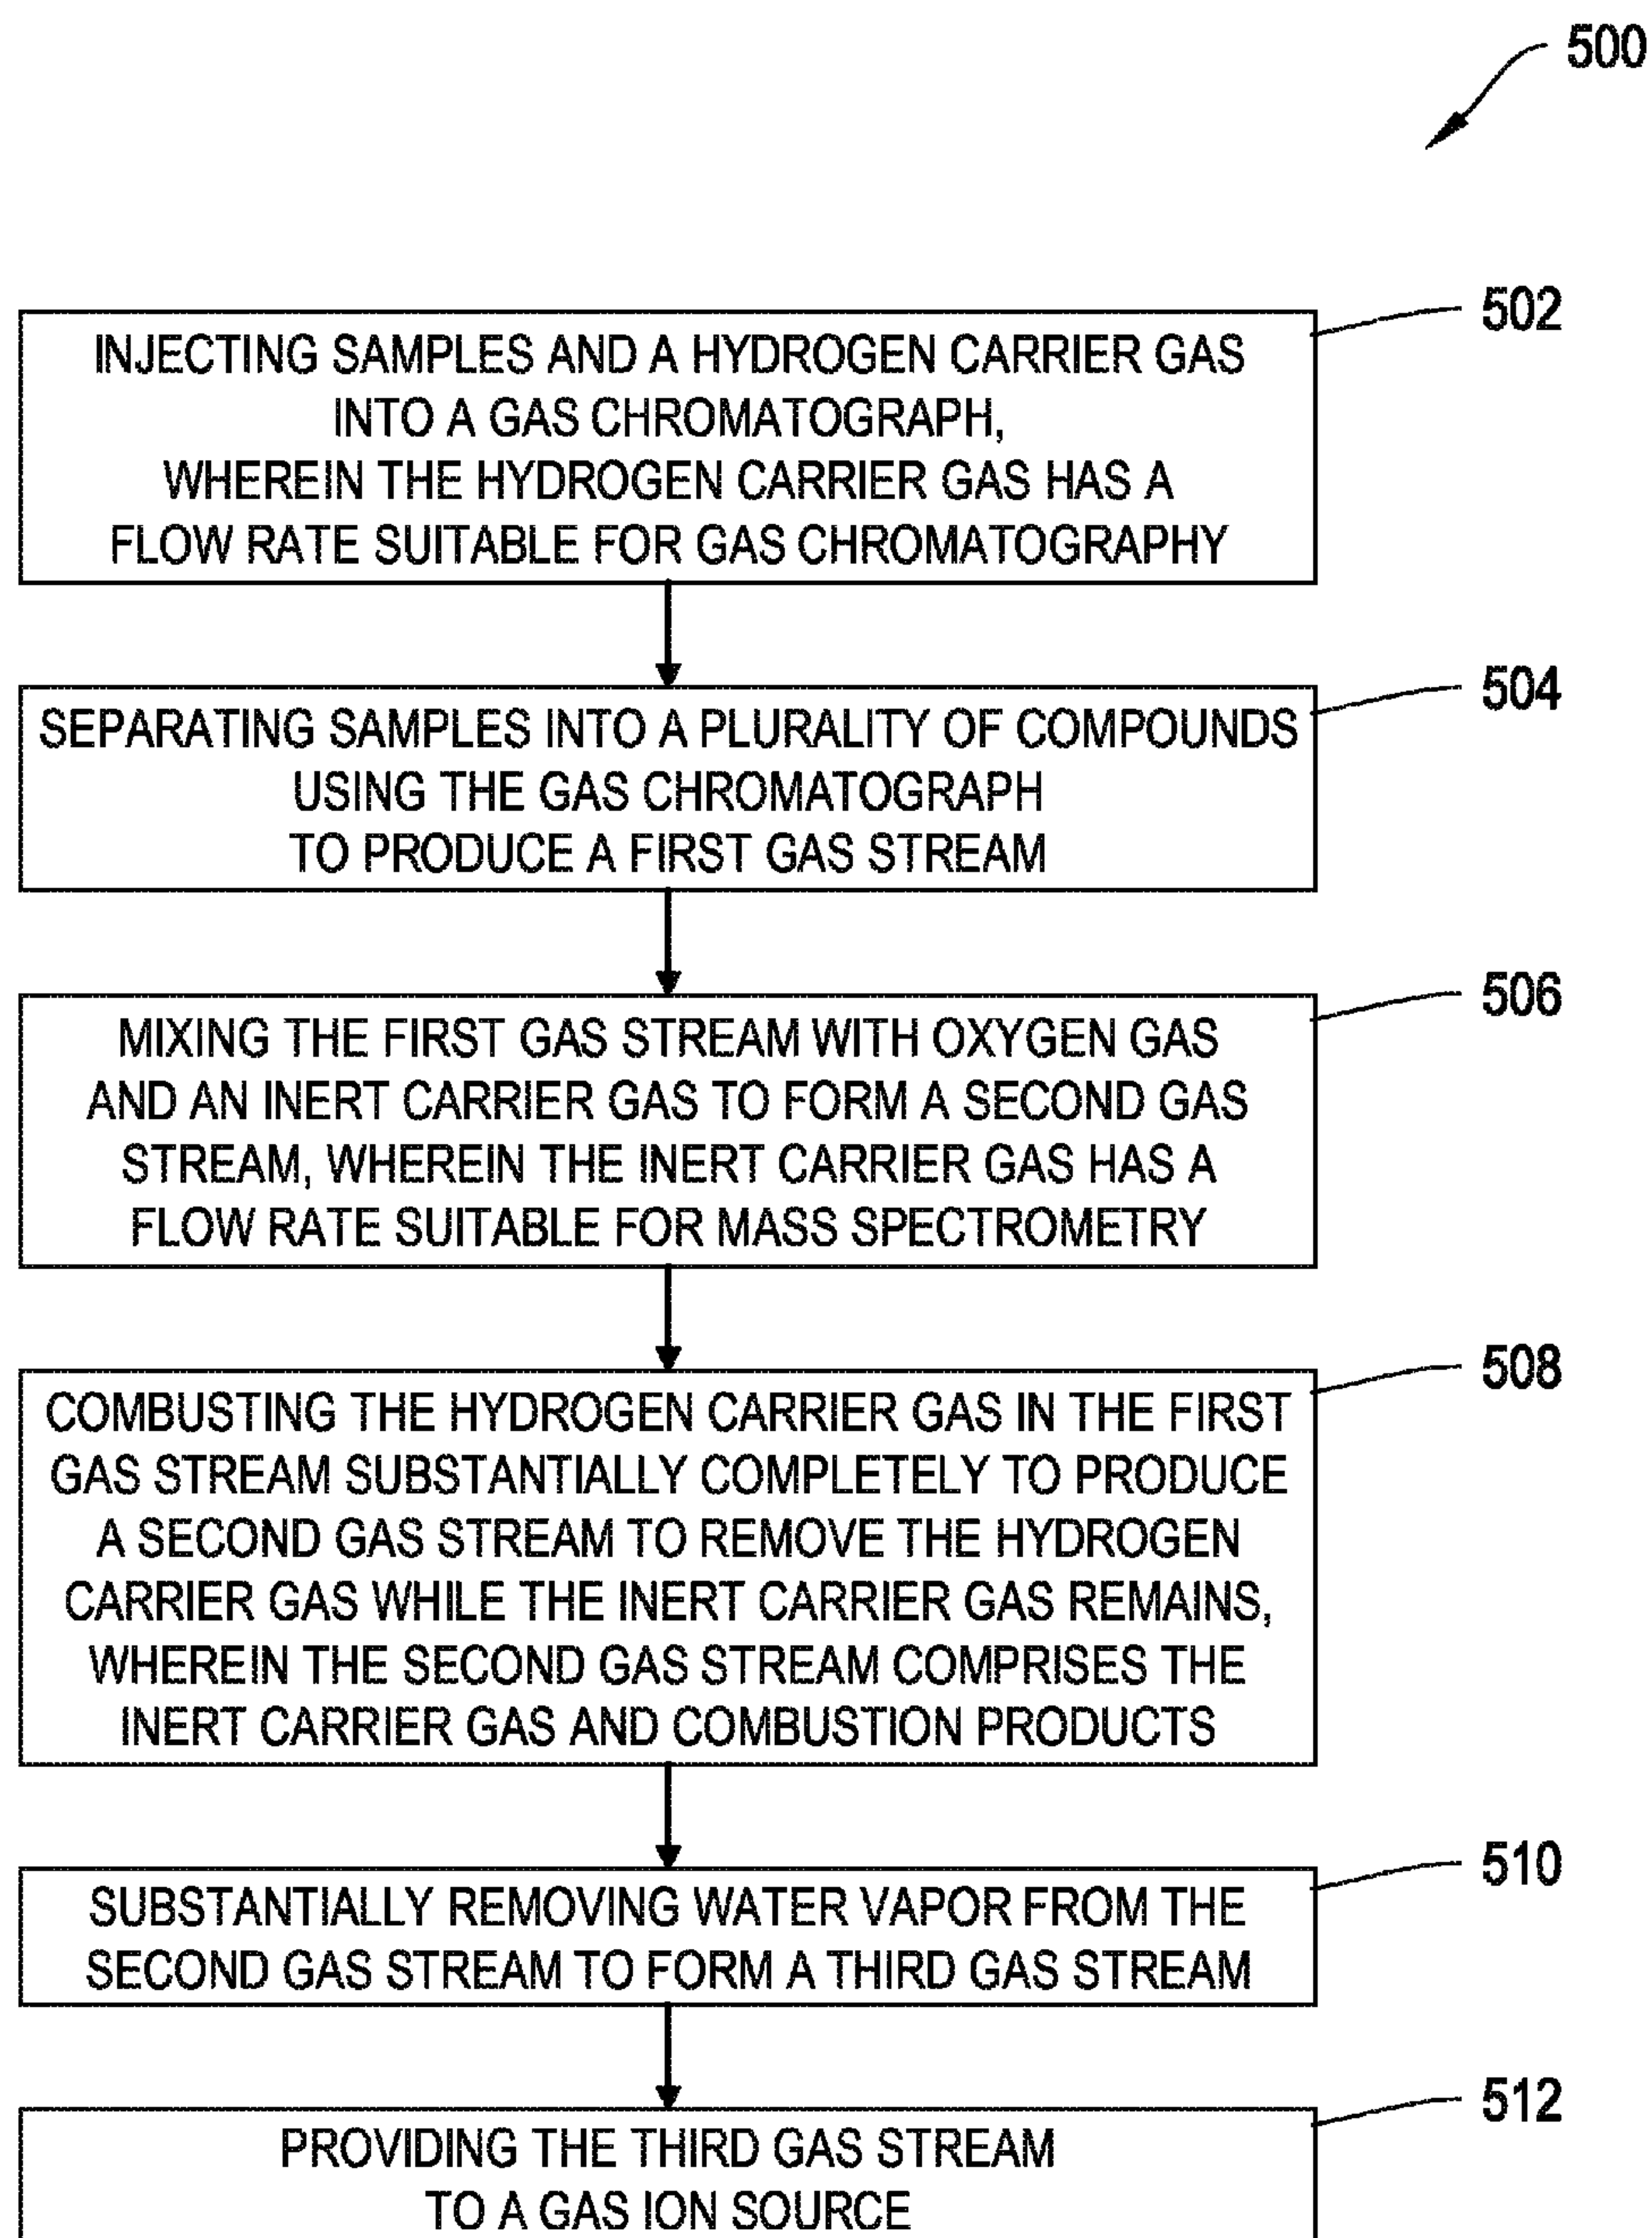 500
502
INJECTING SAMPLES AND A HYDROGEN CARRIER GAS
INTO A GAS CHROMATOGRAPH,
WHEREIN THE HYDROGEN CARRIER GAS HAS A
FLOW RATE SUITABLE FOR GAS CHROMATOGRAPHY
504
SEPARATING SAMPLES INTO A PLURALITY OF COMPOUNDS
USING THE GAS CHROMATOGRAPH
TO PRODUCE A FIRST GAS STREAM
506
MIXING THE FIRST GAS STREAM WITH OXYGEN GAS
AND AN INERT CARRIER GAS TO FORM A SECOND GAS
STREAM, WHEREIN THE INERT CARRIER GAS HAS A
FLOW RATE SUITABLE FOR MASS SPECTROMETRY
508
COMBUSTING THE HYDROGEN CARRIER GAS IN THE FIRST
GAS STREAM SUBSTANTIALLY COMPLETELY TO PRODUCE
A SECOND GAS STREAM TO REMOVE THE HYDROGEN
CARRIER GAS WHILE THE INERT CARRIER GAS REMAINS,
WHEREIN THE SECOND GAS STREAM COMPRISES THE
INERT CARRIER GAS AND COMBUSTION PRODUCTS
510
SUBSTANTIALLY REMOVING WATER VAPOR FROM THE
SECOND GAS STREAM TO FORM A THIRD GAS STREAM
512
PROVIDING THE THIRD GAS STREAM
TO A GAS ION SOURCE